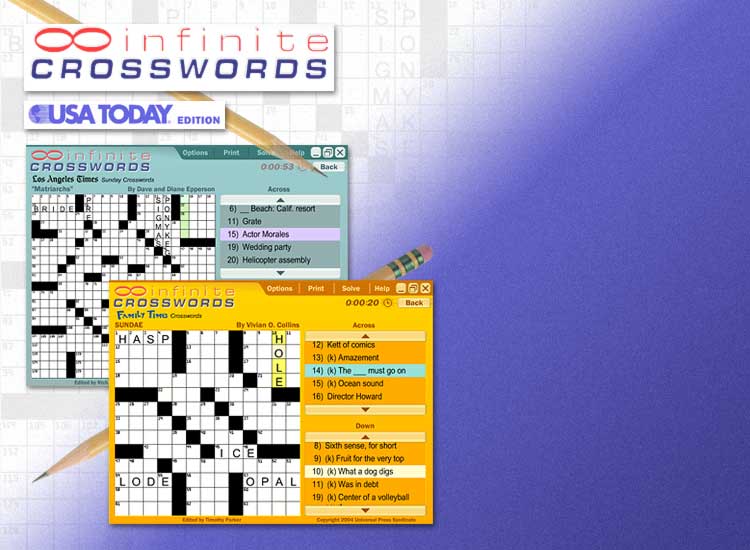 infinite
CROSSWORDS
USA TODAY EDITION
infinite
CROSSWORDS
Options Print Solve Help
0:00:53 Back
Los Angeles Times Sunday Crosswords
"Matriarchs" By Dave and Diane Epperson
Across
6) __ Beach: Calif. resort
11) Grate
15) Actor Morales
19) Wedding party
20) Helicopter assembly
BRIDE
SIGMAS
infinite
CROSSWORDS
Options Print Solve Help
0:00:20 Back
Family Time Crosswords
SUNDAE By Vivian O. Collins
Across
12) Kett of comics
13) (k) Amazement
14) (k) The ___ must go on
15) (k) Ocean sound
16) Director Howard
Down
8) Sixth sense, for short
9) (k) Fruit for the very top
10) (k) What a dog digs
11) (k) Was in debt
19) (k) Center of a volleyball
HASP
HOLE
ICE
LODE
OPAL
Edited by Timothy Parker
Copyright 2004 Universal Press Syndicate